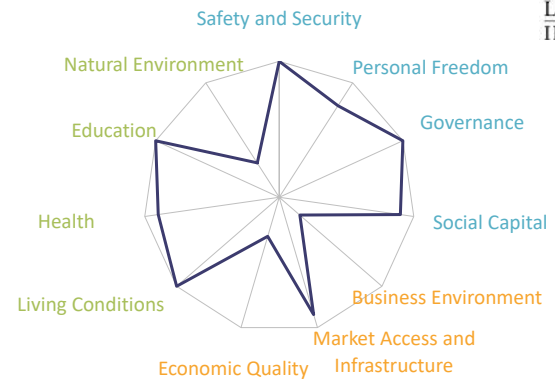 Safety and Security
Natural Environment
Personal Freedom
Education
Governance
Health
Social Capital
Business Environment
Living Conditions
Market Access and
Infrastructure
Economic Quality